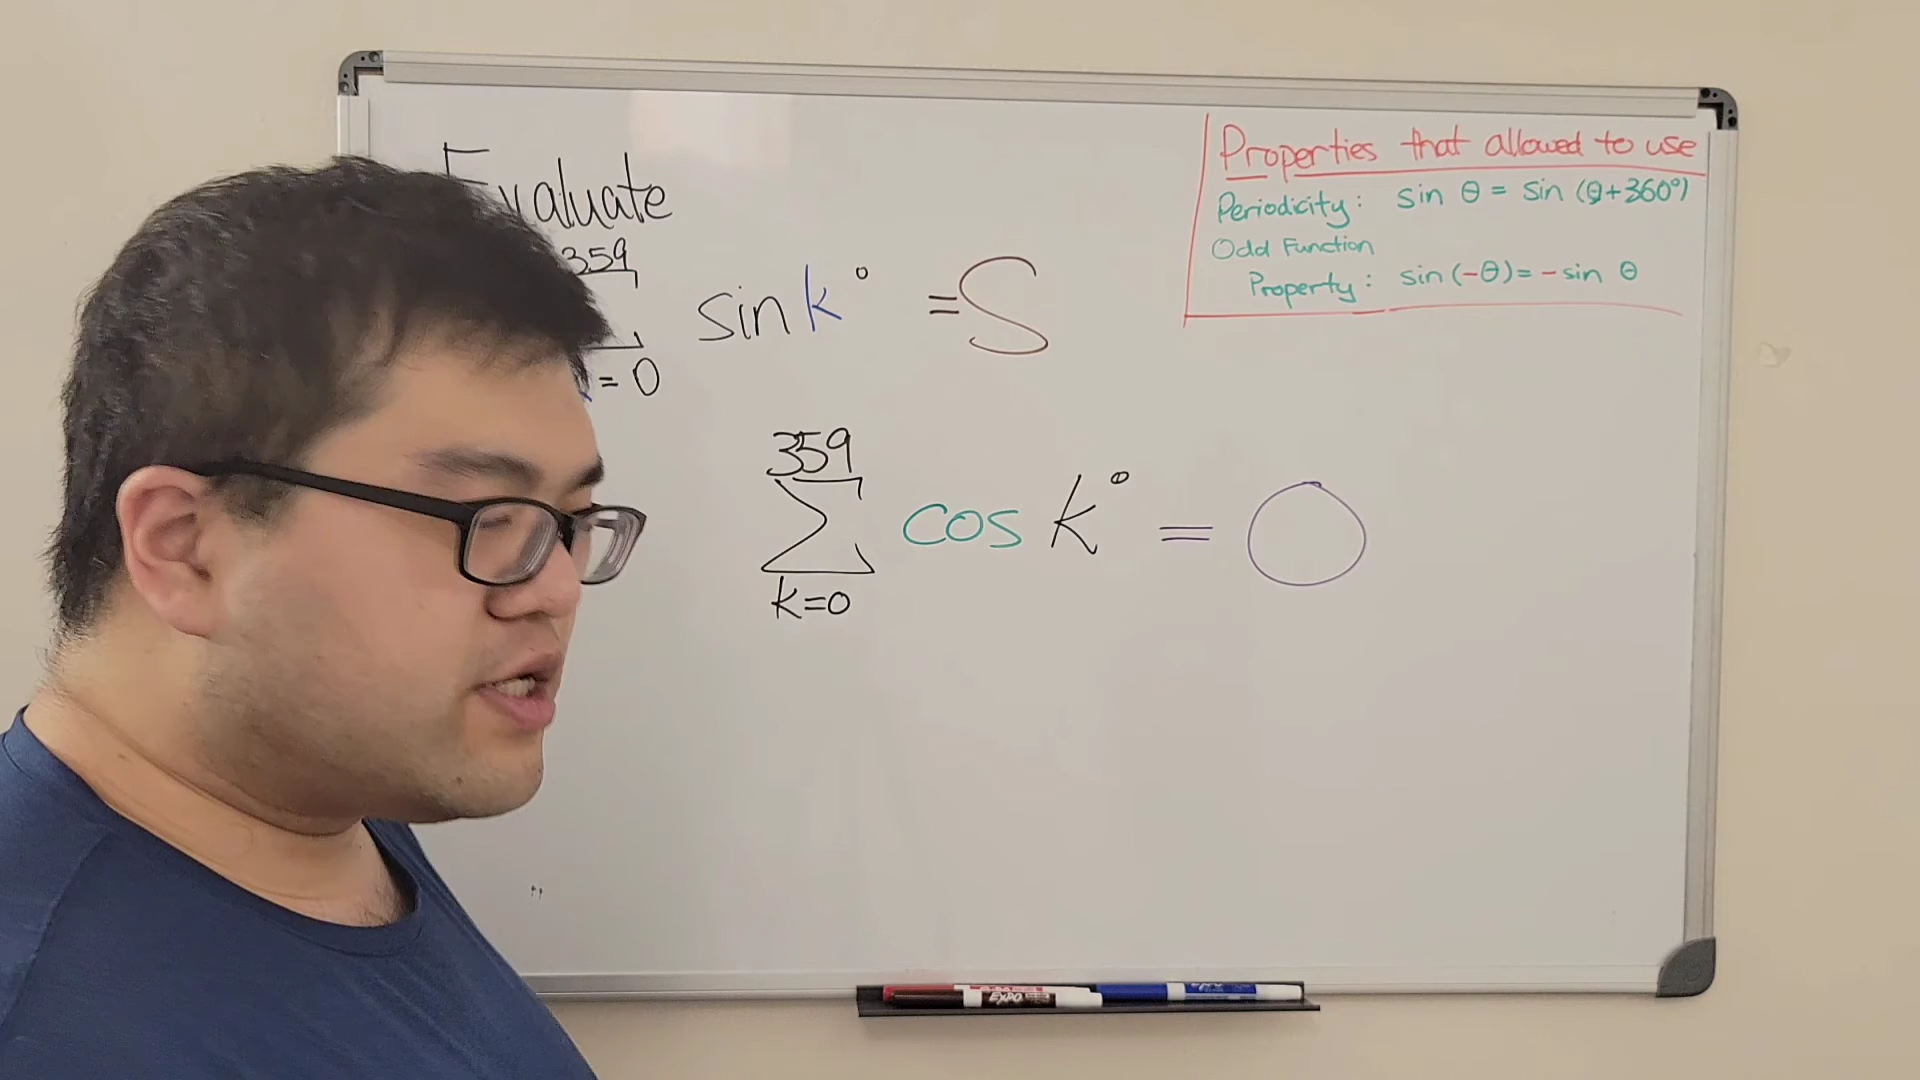 Evaluate
359
sin k° = S
k = 0
359
∑ cos k° = 0
k=0
Properties that allowed to use
Periodicity: sin θ = sin (θ+360°)
Odd Function
Property: sin (-θ) = - sin θ
EXPO